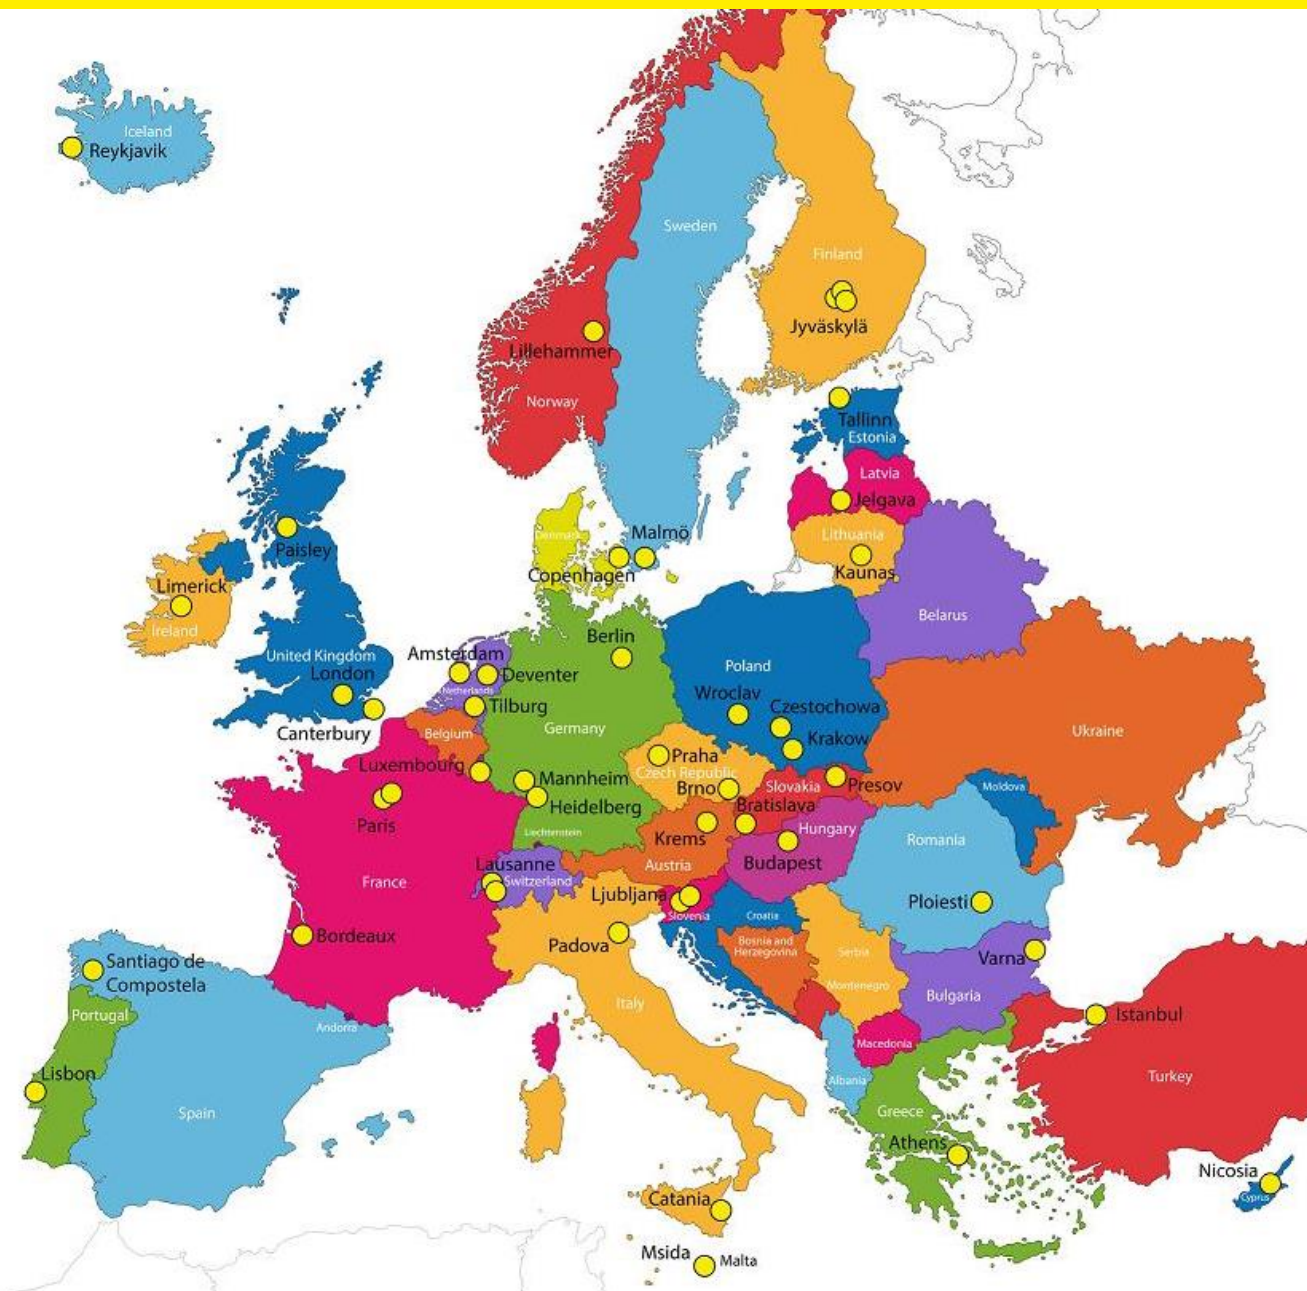 Iceland
Reykjavik
Sweden
Finland
Jyväskylä
Lillehammer
Norway
Tallinn
Estonia
Latvia
Jelgava
Lithuania
Kaunas
Malmö
Denmark
Copenhagen
Paisley
Limerick
Ireland
United Kingdom
London
Canterbury
Amsterdam
Deventer
Netherlands
Tilburg
Belgium
Luxembourg
Berlin
Germany
Mannheim
Heidelberg
Liechtenstein
Poland
Wroclaw
Czestochowa
Krakow
Belarus
Ukraine
Praha
Czech Republic
Brno
Slovakia
Presov
Bratislava
Krems
Austria
Hungary
Budapest
Moldova
Romania
Ploiesti
Paris
France
Bordeaux
Lausanne
Switzerland
Ljubljana
Slovenia
Croatia
Bosnia and
Herzegovina
Serbia
Montenegro
Padova
Italy
Varna
Bulgaria
Macedonia
Albania
Greece
Athens
Istanbul
Turkey
Nicosia
Cyprus
Santiago de
Compostela
Portugal
Lisbon
Andorra
Spain
Catania
Msida
Malta